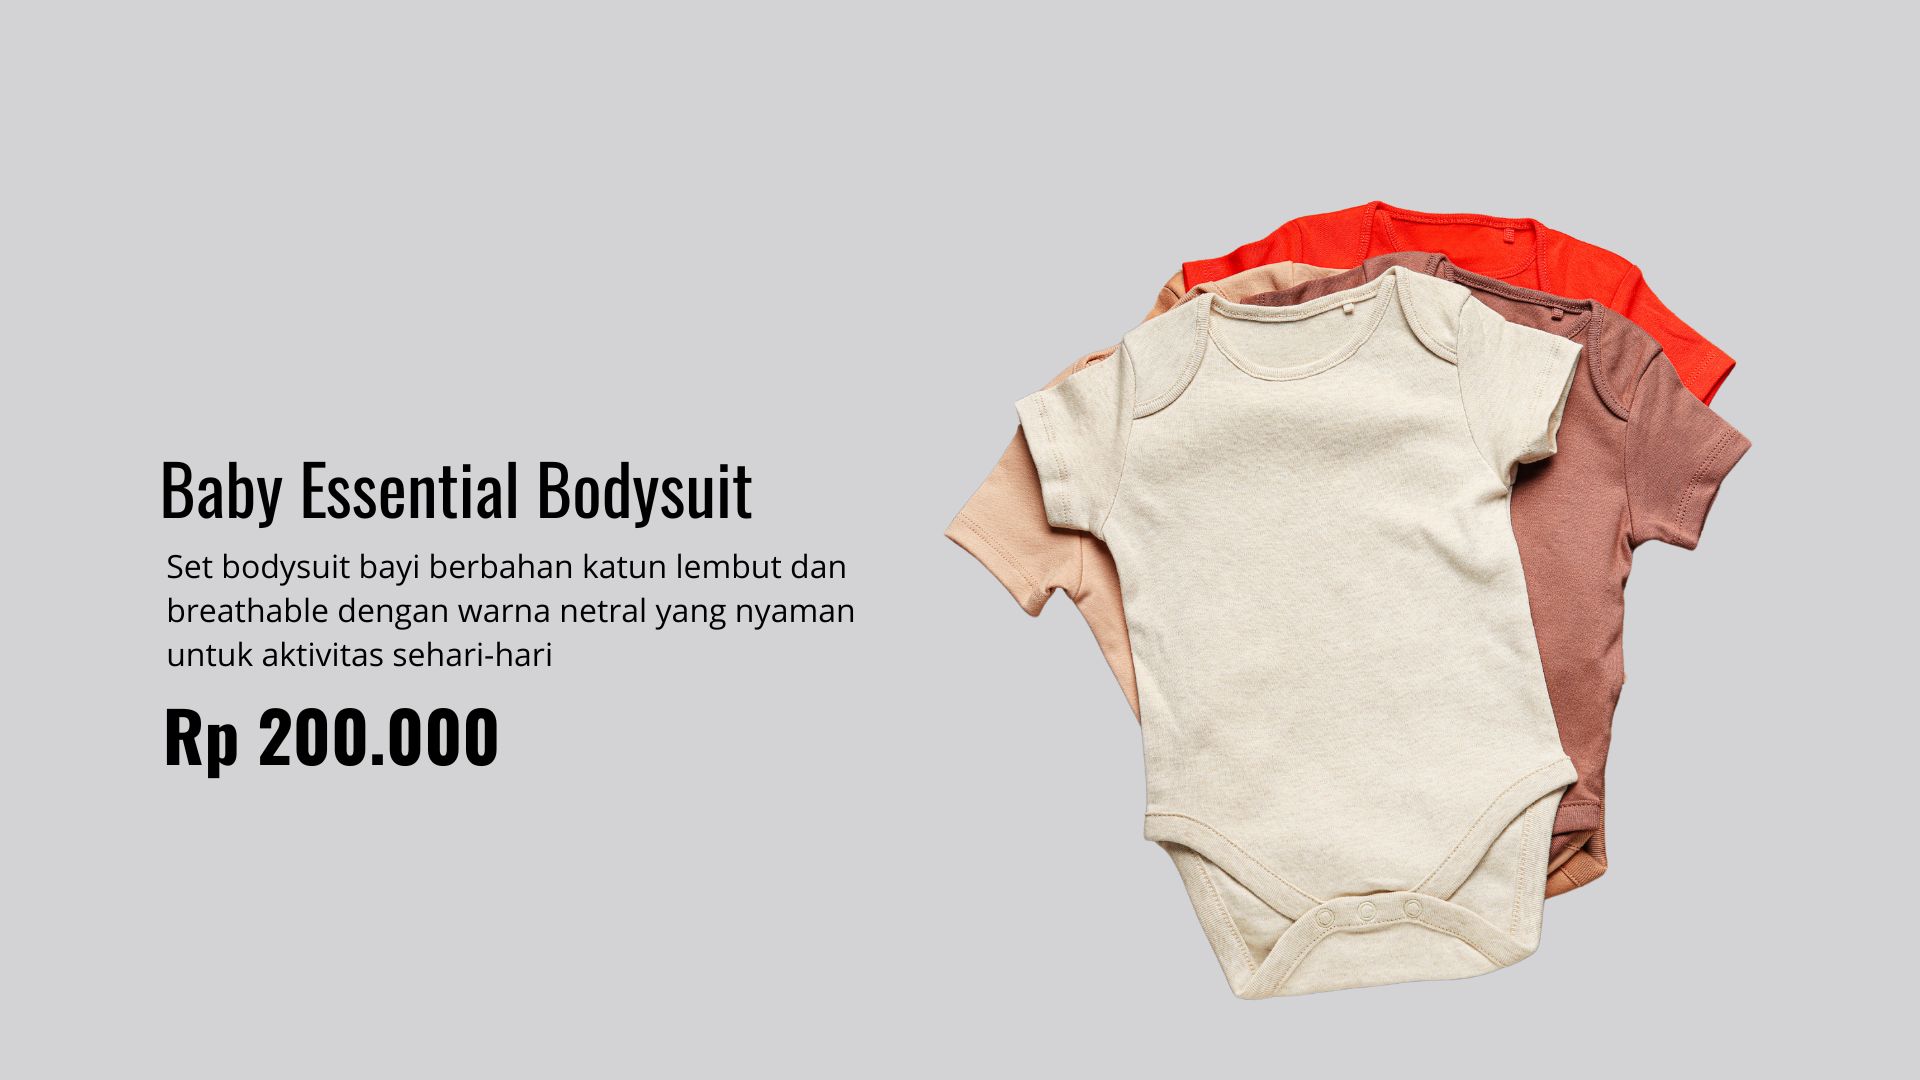 Baby Essential Bodysuit
Set bodysuit bayi berbahan katun lembut dan
breathable dengan warna netral yang nyaman
untuk aktivitas sehari-hari
Rp 200.000